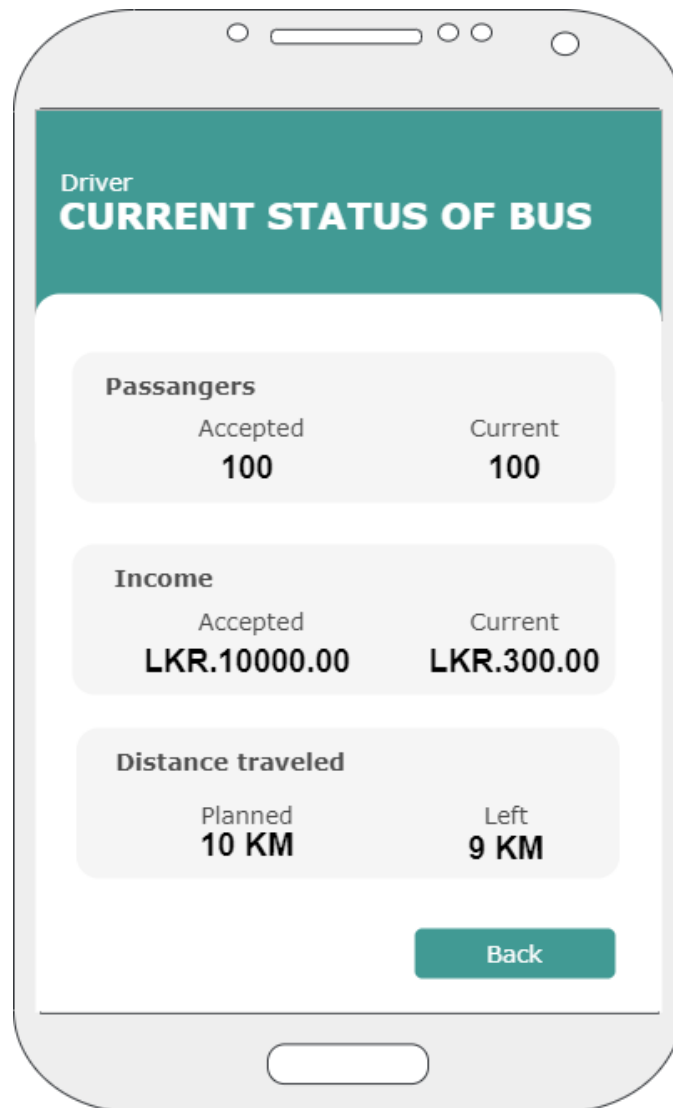 Driver
CURRENT STATUS OF BUS
Passangers
Accepted Current
100 100
Income
Accepted Current
LKR.10000.00 LKR.300.00
Distance traveled
Planned Left
10 KM 9 KM
Back